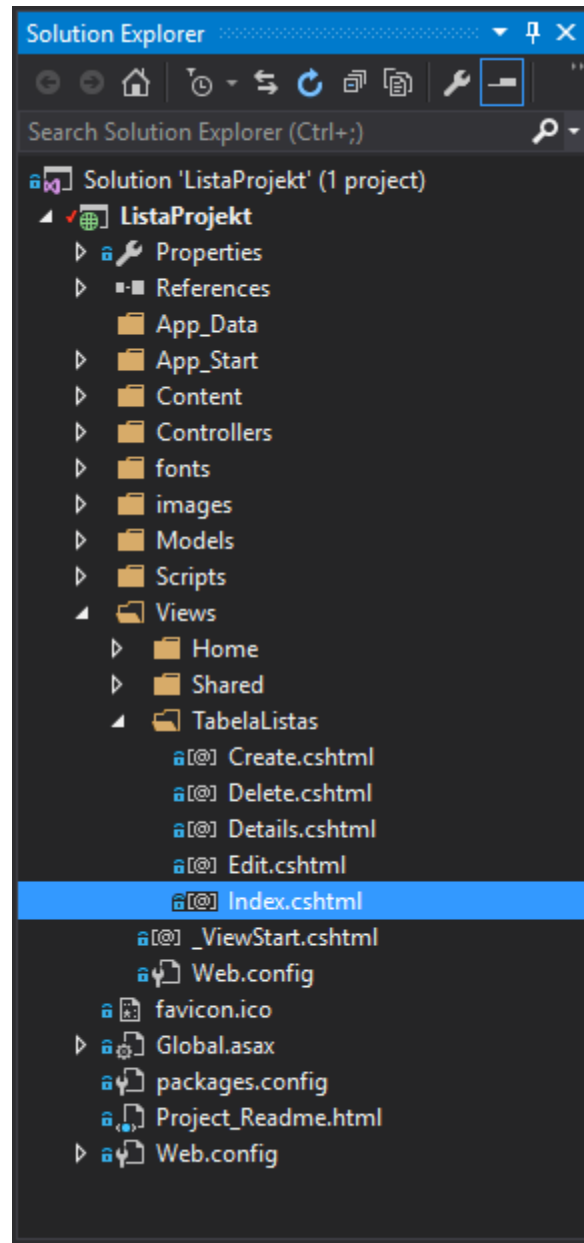 Solution Explorer
Search Solution Explorer (Ctrl+;)
Solution 'ListaProjekt' (1 project)
ListaProjekt
Properties
References
App_Data
App_Start
Content
Controllers
fonts
images
Models
Scripts
Views
Home
Shared
TabelaListas
[@] Create.cshtml
[@] Delete.cshtml
[@] Details.cshtml
[@] Edit.cshtml
[@] Index.cshtml
[@] _ViewStart.cshtml
Web.config
favicon.ico
Global.asax
packages.config
Project_Readme.html
Web.config